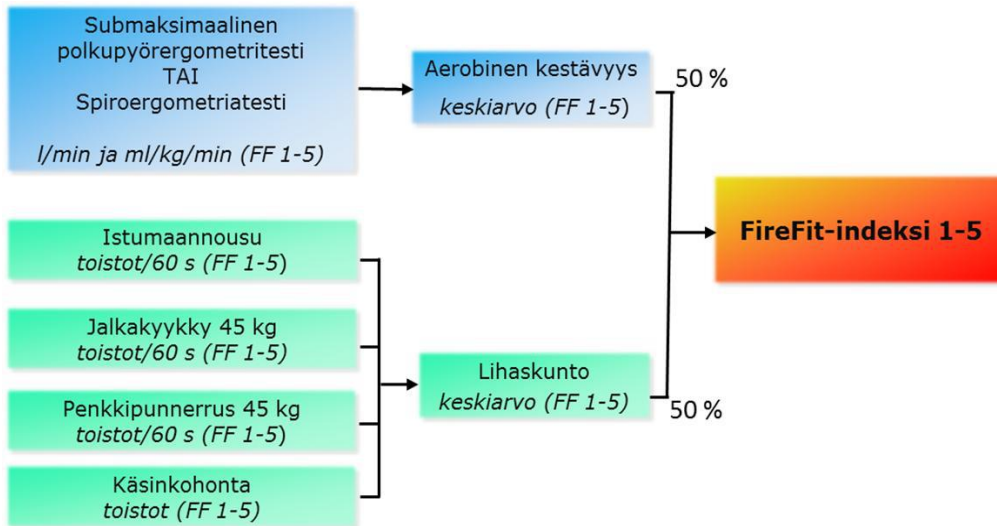 Submaksimaalinen
polkupyörergometritesti
TAI
Spiroergometriatesti
l/min ja ml/kg/min (FF 1-5)
Aerobinen kestävyys
keskiarvo (FF 1-5)
50 %
Istumaannousu
toistot/60 s (FF 1-5)
Jalkakyykky 45 kg
toistot/60 s (FF 1-5)
Penkkipunnerrus 45 kg
toistot/60 s (FF 1-5)
Käsinkohonta
toistot (FF 1-5)
Lihaskunto
keskiarvo (FF 1-5)
50 %
FireFit-indeksi 1-5